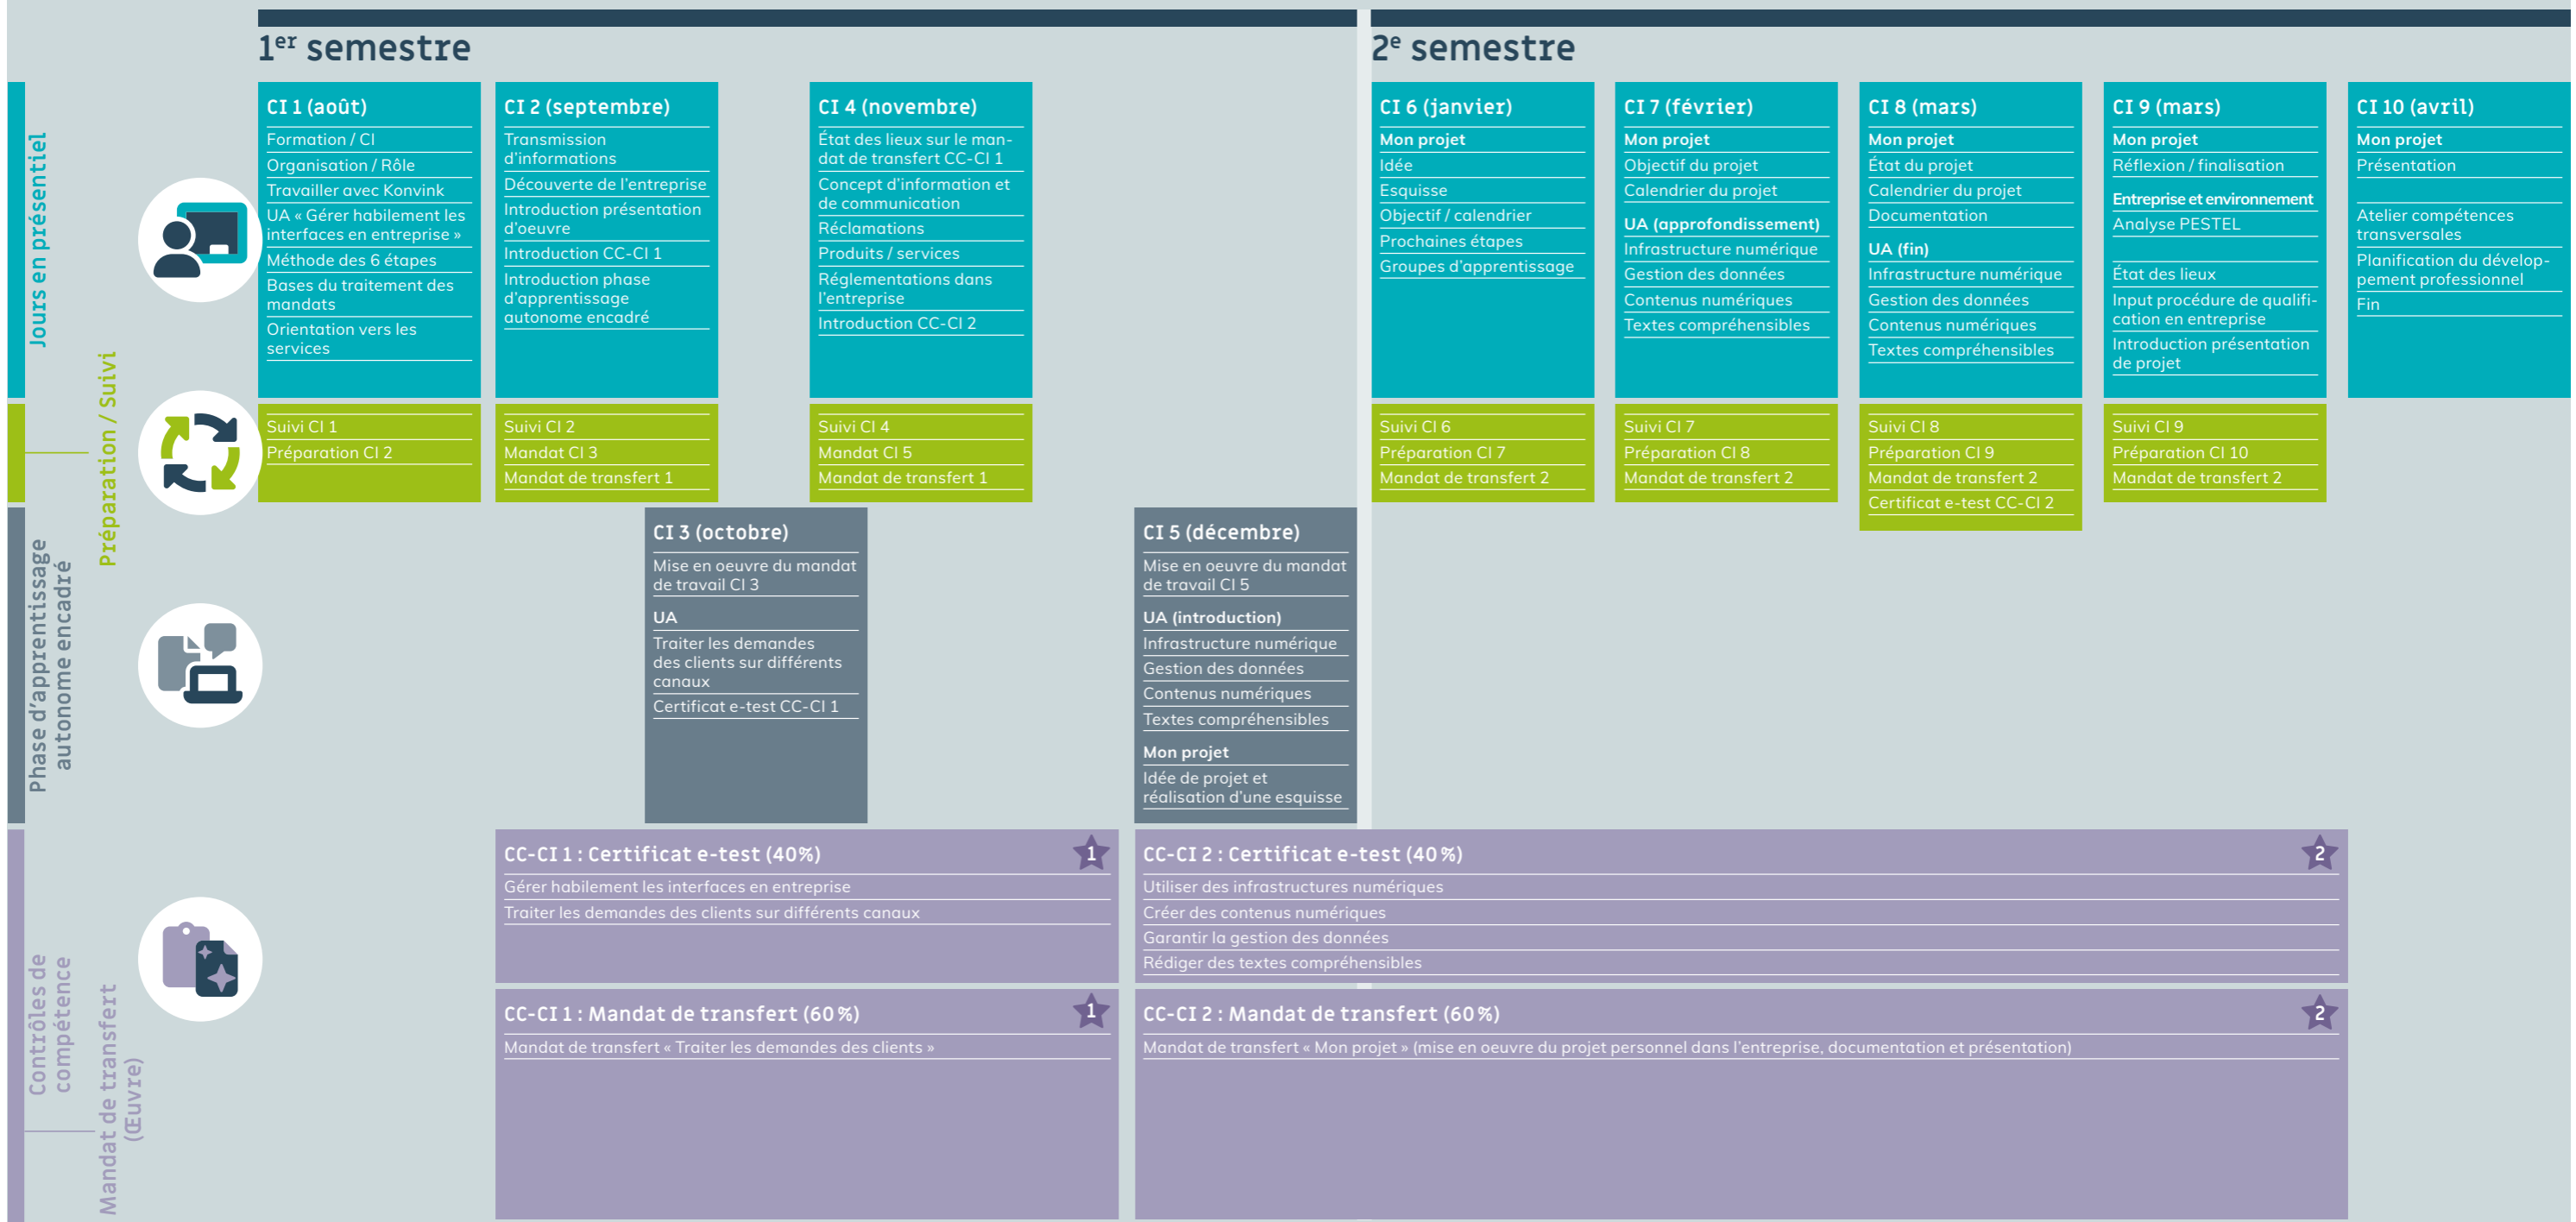 1er semestre
2e semestre
Jours en présentiel
CI 1 (août)
Formation / CI
Organisation / Rôle
Travailler avec Konvink
UA « Gérer habilement les
interfaces en entreprise »
Méthode des 6 étapes
Bases du traitement des
mandats
Orientation vers les
services
CI 2 (septembre)
Transmission
d'informations
Découverte de l'entreprise
Introduction présentation
d'oeuvre
Introduction CC-CI 1
Introduction phase
d'apprentissage
autonome encadré
CI 4 (novembre)
État des lieux sur le man-
dat de transfert CC-CI 1
Concept d'information et
de communication
Réclamations
Produits / services
Réglementations dans
l'entreprise
Introduction CC-CI 2
CI 6 (janvier)
Mon projet
Idée
Esquisse
Objectif / calendrier
Prochaines étapes
Groupes d'apprentissage
CI 7 (février)
Mon projet
Objectif du projet
Calendrier du projet
UA (approfondissement)
Infrastructure numérique
Gestion des données
Contenus numériques
Textes compréhensibles
CI 8 (mars)
Mon projet
État du projet
Calendrier du projet
Documentation
UA (fin)
Infrastructure numérique
Gestion des données
Contenus numériques
Textes compréhensibles
CI 9 (mars)
Mon projet
Réflexion / finalisation
Entreprise et environnement
Analyse PESTEL
État des lieux
Input procédure de qualifi-
cation en entreprise
Introduction présentation
de projet
CI 10 (avril)
Mon projet
Présentation
Atelier compétences
transversales
Planification du dévelop-
pement professionnel
Fin
Préparation / Suivi
Suivi CI 1
Préparation CI 2
Suivi CI 2
Mandat CI 3
Mandat de transfert 1
Suivi CI 4
Mandat CI 5
Mandat de transfert 1
Suivi CI 6
Préparation CI 7
Mandat de transfert 2
Suivi CI 7
Préparation CI 8
Mandat de transfert 2
Suivi CI 8
Préparation CI 9
Mandat de transfert 2
Certificat e-test CC-CI 2
Suivi CI 9
Préparation CI 10
Mandat de transfert 2
Phase d'apprentissage
autonome encadré
CI 3 (octobre)
Mise en oeuvre du mandat
de travail CI 3
UA
Traiter les demandes
des clients sur différents
canaux
Certificat e-test CC-CI 1
CI 5 (décembre)
Mise en oeuvre du mandat
de travail CI 5
UA (introduction)
Infrastructure numérique
Gestion des données
Contenus numériques
Textes compréhensibles
Mon projet
Idée de projet et
réalisation d'une esquisse
Contrôles de
compétence
Mandat de transfert
(Œuvre)
CC-CI 1 : Certificat e-test (40%)
1
Gérer habilement les interfaces en entreprise
Traiter les demandes des clients sur différents canaux
CC-CI 2 : Certificat e-test (40 %)
2
Utiliser des infrastructures numériques
Créer des contenus numériques
Garantir la gestion des données
Rédiger des textes compréhensibles
CC-CI 1 : Mandat de transfert (60 %)
1
Mandat de transfert « Traiter les demandes des clients »
CC-CI 2 : Mandat de transfert (60 %)
2
Mandat de transfert « Mon projet » (mise en oeuvre du projet personnel dans l'entreprise, documentation et présentation)